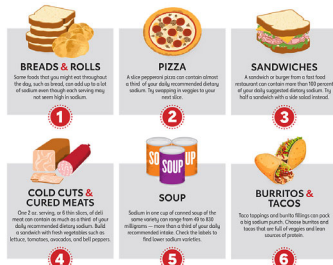 BREADS & ROLLS
Some foods that you might eat throughout
the day, such as bread, can add up to a lot
of sodium even though each serving may
not seem high in sodium.
1
PIZZA
A slice pepperoni pizza can contain almost
a third of your daily recommended dietary
sodium. Try swapping in veggies to your
next slice.
2
SANDWICHES
A sandwich or burger from a fast food
restaurant can contain more than 100 percent
of your daily suggested dietary sodium. Try
half a sandwich with a side salad instead.
3
COLD CUTS &
CURED MEATS
One 2 oz. serving, or 6 thin slices, of deli
meat can contain as much as a third of your
daily recommended dietary sodium. Build
a sandwich with fresh vegetables such as
lettuce, tomatoes, avocados, and bell peppers.
4
SO
SOUP
UP
SOUP
Sodium in one cup of canned soup of the
same variety can range from 49 to 830
milligrams — more than a third of your daily
recommended intake. Check the labels to
find lower sodium varieties.
5
BURRITOS &
TACOS
Taco toppings and burrito fillings can pack
a big sodium punch. Choose burritos and
tacos that are full of veggies and lean
sources of protein.
6